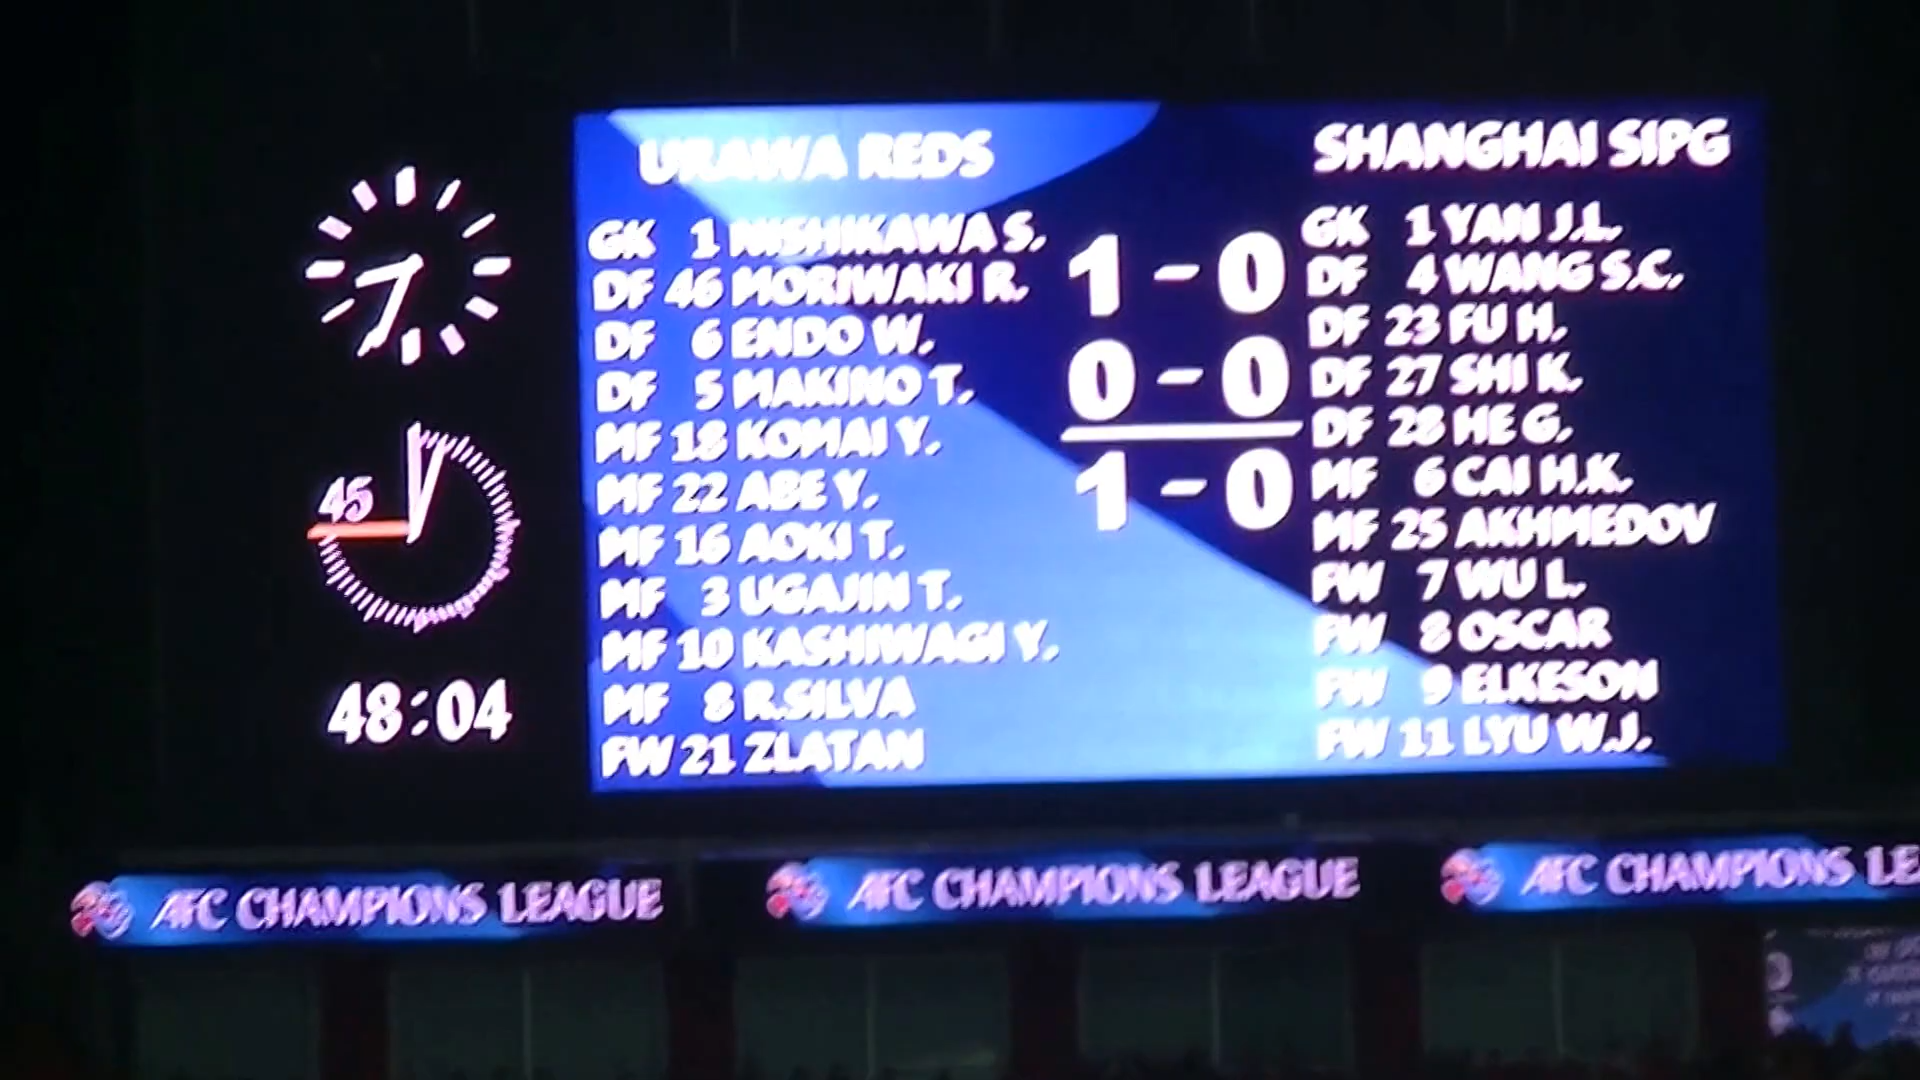 URAWA REDS
GK 1 NISHIKAWA S.
DF 46 MORIWAKI R.
DF 6 ENDO W.
DF 5 MAKINO T.
MF 18 KOMAI Y.
MF 22 ABE Y.
MF 16 AOKI T.
MF 3 UGAJIN T.
MF 10 KASHIWAGI Y.
MF 8 R.SILVA
FW 21 ZLATAN
1 - 0
0 - 0
1 - 0
SHANGHAI SIPG
GK 1 YAN J.L.
DF 4 WANG S.C.
DF 23 FU H.
DF 27 SHI K.
DF 28 HE G.
MF 6 CAI H.K.
MF 25 AKHMEDOV
FW 7 WU L.
FW 8 OSCAR
FW 9 ELKESON
FW 11 LYU W.J.
45
48:04
AFC CHAMPIONS LEAGUE
AFC CHAMPIONS LEAGUE
AFC CHAMPIONS LE